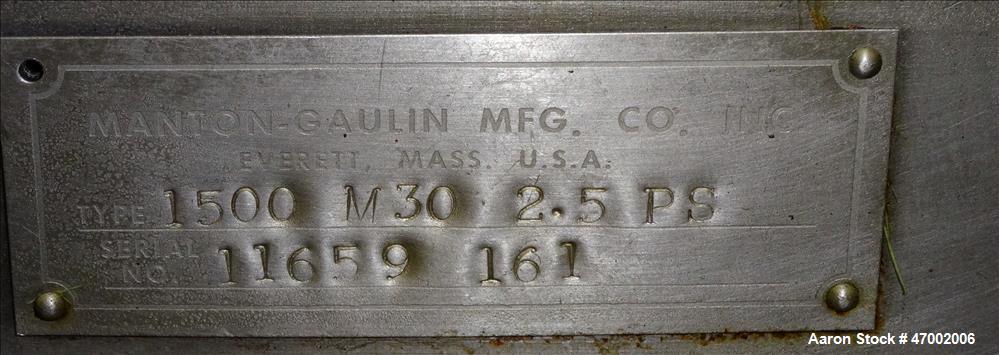 MANTON-GAULIN MFG. CO. INC.
EVERETT, MASS. U.S.A.
TYPE 1500 M30 2.5 PS
SERIAL
NO. 11659 161
Aaron Stock # 47002006